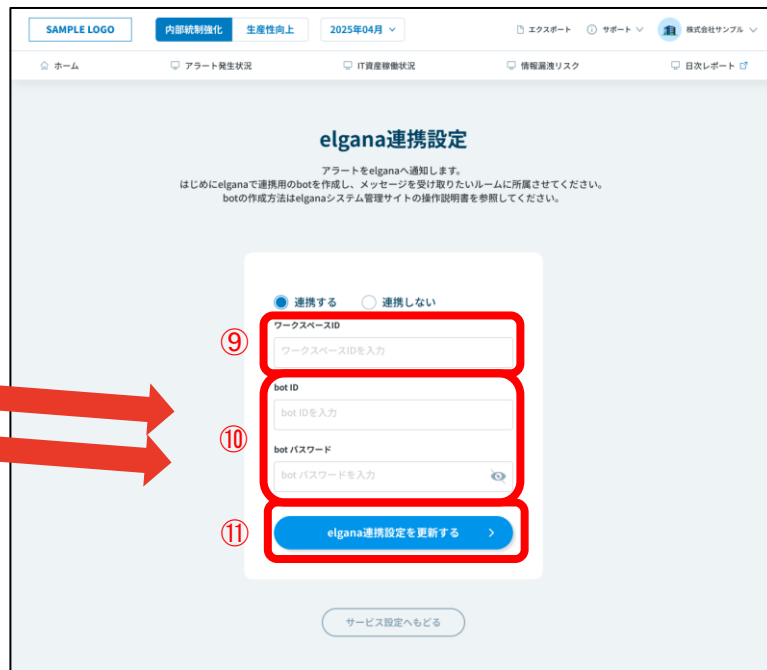 SAMPLE LOGO 内部統制強化 生産性向上 2025年04月 エクスポート サポート 株式会社サンプル
ホーム アラート発生状況 IT資産稼働状況 情報漏洩リスク 日次レポート
elgana連携設定
アラートをelganaへ通知します。
はじめにelganaで連携用のbotを作成し、メッセージを受け取りたいルームに所属させてください。
botの作成方法はelganaシステム管理サイトの操作説明書を参照してください。
連携する 連携しない
ワークスペースID
⑨ ワークスペースIDを入力
bot ID
bot IDを入力
⑩
bot パスワード
bot パスワードを入力
⑪ elgana連携設定を更新する
サービス設定へもどる